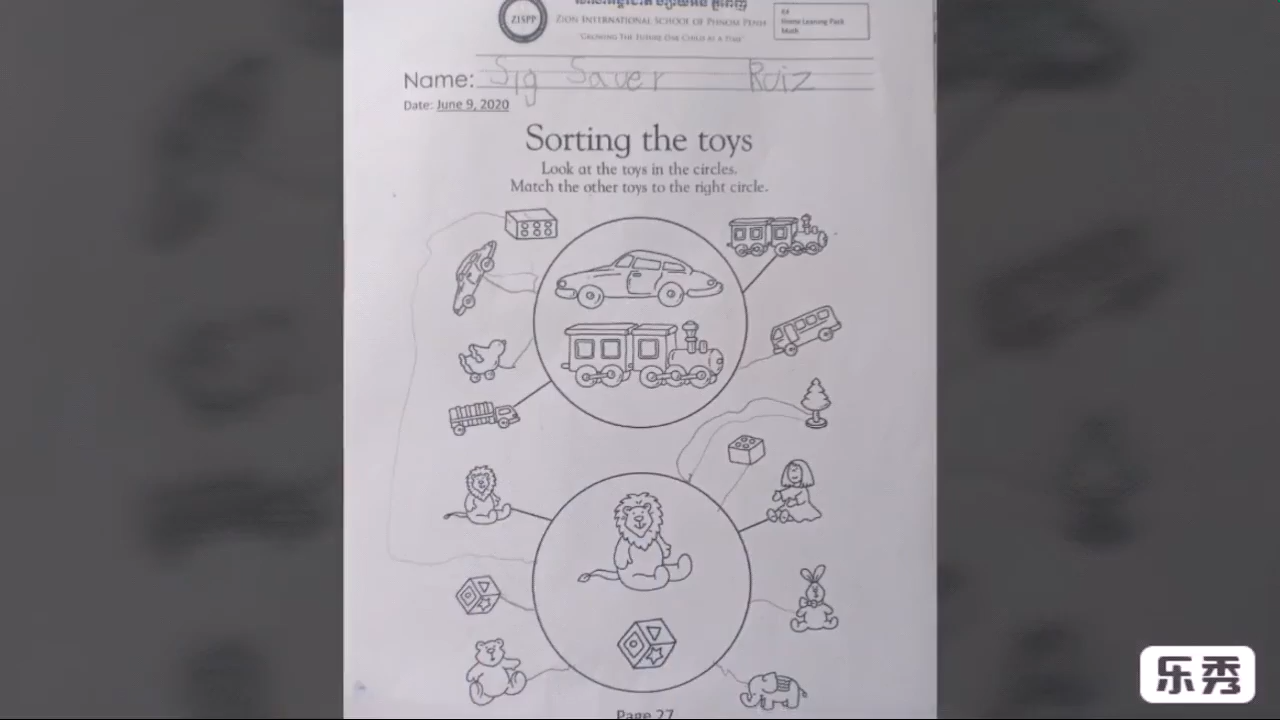 ZISPP
ZION INTERNATIONAL SCHOOL OF PHNOM PENH
"GROWING THE FUTURE ONE CHILD AT A TIME"
K4
Home Learning Pack
Math
Name: Sig Sauer Ruiz
Date: June 9, 2020
Sorting the toys
Look at the toys in the circles.
Match the other toys to the right circle.
Page 27
乐秀